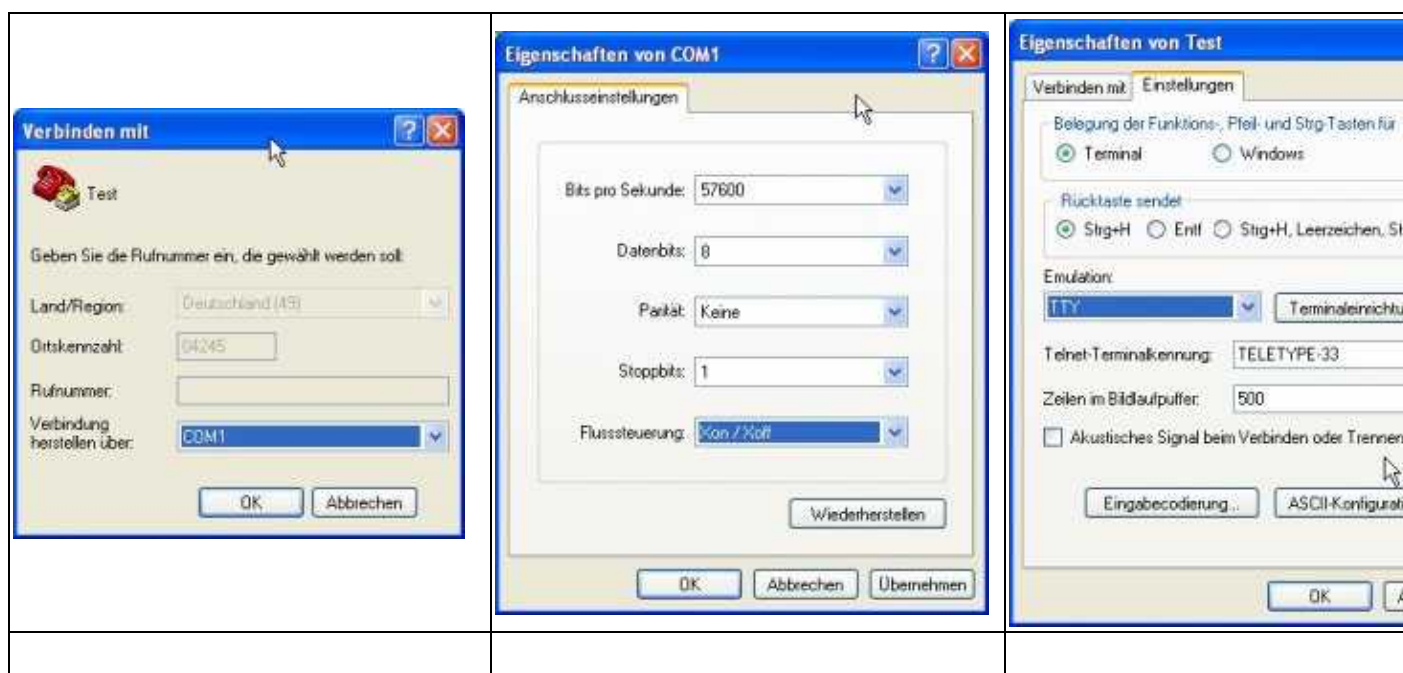 Verbinden mit
Test
Geben Sie die Rufnummer ein, die gewählt werden soll:
Land/Region: Deutschland (49)
Ortskennzahl: 04245
Rufnummer:
Verbindung
herstellen über: COM1
OK Abbrechen
Eigenschaften von COM1
Anschlusseinstellungen
Bits pro Sekunde: 57600
Datenbits: 8
Parität: Keine
Stoppbits: 1
Flusssteuerung: Xon / Xoff
Wiederherstellen
OK Abbrechen Übernehmen
Eigenschaften von Test
Verbinden mit Einstellungen
Belegung der Funktions-, Pfeil- und Strg-Tasten für
Terminal Windows
Rücktaste sendet
Strg+H Entf Strg+H, Leerzeichen, St
Emulation:
TTY Terminaleinrichtu
Telnet-Terminalkennung: TELETYPE-33
Zeilen im Bildlaufpuffer: 500
Akustisches Signal beim Verbinden oder Trennen
Eingabecodierung... ASCII-Konfigurati
OK A